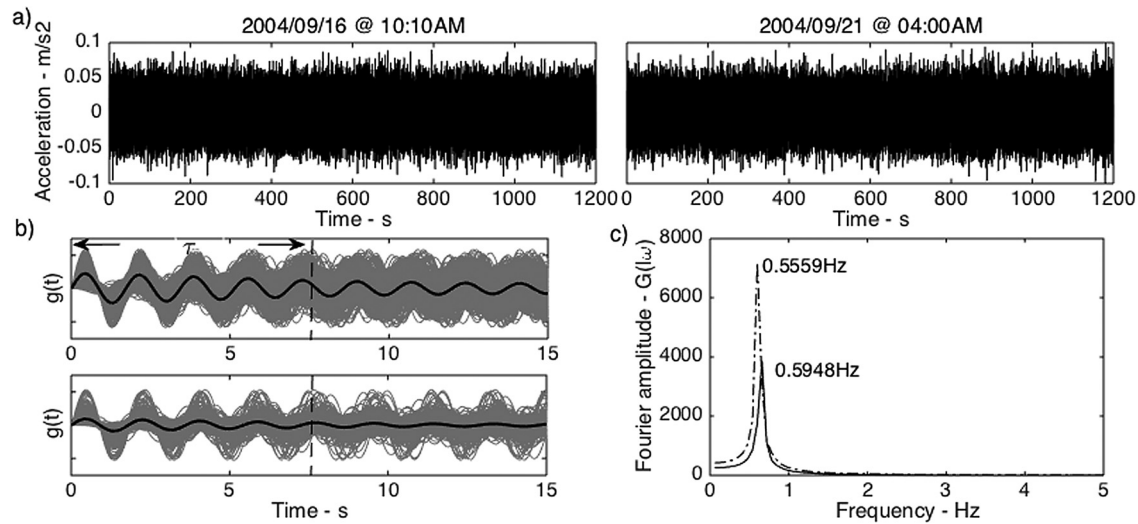 a)
2004/09/16 @ 10:10AM
2004/09/21 @ 04:00AM
Acceleration - m/s2
0.1
0.05
0
-0.05
-0.1
0 200 400 600 800 1000 1200
0 200 400 600 800 1000 1200
Time - s
Time - s
b)
τ
g(t)
0 5 10 15
g(t)
0 5 10 15
Time - s
c)
Fourier amplitude - G(Iω)
8000
6000
4000
2000
0
0.5559Hz
0.5948Hz
0 1 2 3 4 5
Frequency - Hz